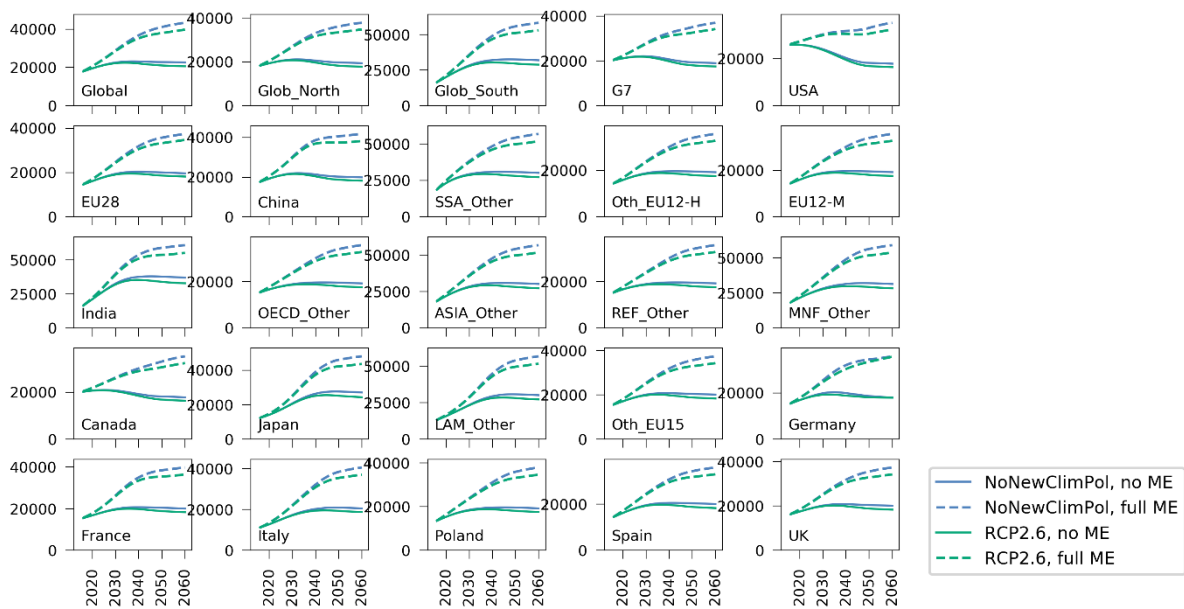 40000
20000
0
Global
40000
20000
0
Glob_North
50000
25000
0
Glob_South
40000
20000
0
G7
20000
0
USA
40000
20000
0
EU28
40000
20000
0
China
50000
25000
0
SSA_Other
20000
0
Oth_EU12-H
20000
0
EU12-M
50000
25000
0
India
20000
0
OECD_Other
50000
25000
0
ASIA_Other
20000
0
REF_Other
50000
25000
0
MNF_Other
20000
0
Canada
40000
20000
0
Japan
50000
25000
0
LAM_Other
40000
20000
0
Oth_EU15
20000
0
Germany
40000
20000
0
France
40000
20000
0
Italy
20000
0
Poland
20000
0
Spain
40000
20000
0
UK
2020 2030 2040 2050 2060
2020 2030 2040 2050 2060
2020 2030 2040 2050 2060
2020 2030 2040 2050 2060
2020 2030 2040 2050 2060
NoNewClimPol, no ME
NoNewClimPol, full ME
RCP2.6, no ME
RCP2.6, full ME